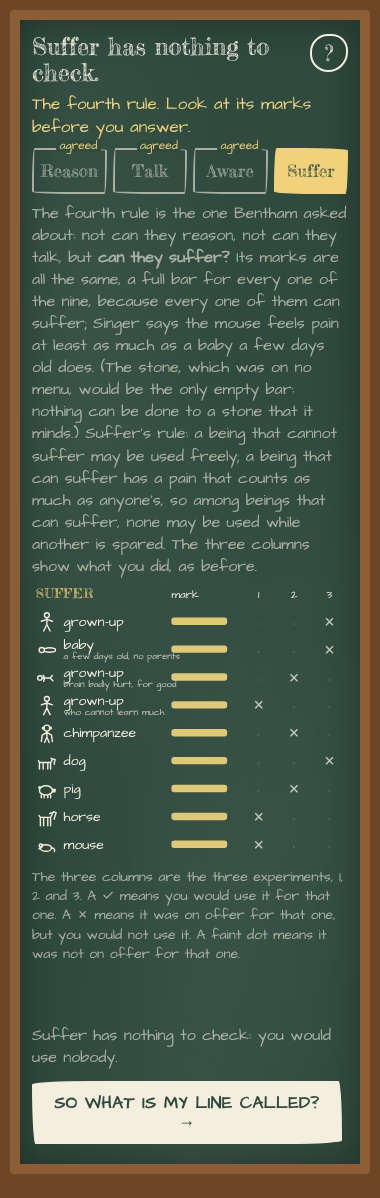 Suffer has nothing to
check.
?
The fourth rule. Look at its marks
before you answer.
agreed agreed agreed
Reason Talk Aware Suffer
The fourth rule is the one Bentham asked
about: not can they reason, not can they
talk, but can they suffer? Its marks are
all the same, a full bar for every one of
the nine, because every one of them can
suffer; Singer says the mouse feels pain
at least as much as a baby a few days
old does. (The stone, which was on no
menu, would be the only empty bar:
nothing can be done to a stone that it
minds.) Suffer's rule: a being that cannot
suffer may be used freely; a being that
can suffer has a pain that counts as
much as anyone's, so among beings that
can suffer, none may be used while
another is spared. The three columns
show what you did, as before.
SUFFER mark 1 2 3
grown-up ×
baby ×
a few days old, no parents
grown-up ×
brain badly hurt, for good
grown-up ×
who cannot learn much
chimpanzee ×
dog ×
pig ×
horse ×
mouse ×
The three columns are the three experiments, 1,
2 and 3. A ✓ means you would use it for that
one. A × means it was on offer for that one,
but you would not use it. A faint dot means it
was not on offer for that one.
Suffer has nothing to check: you would
use nobody.
SO WHAT IS MY LINE CALLED?
→